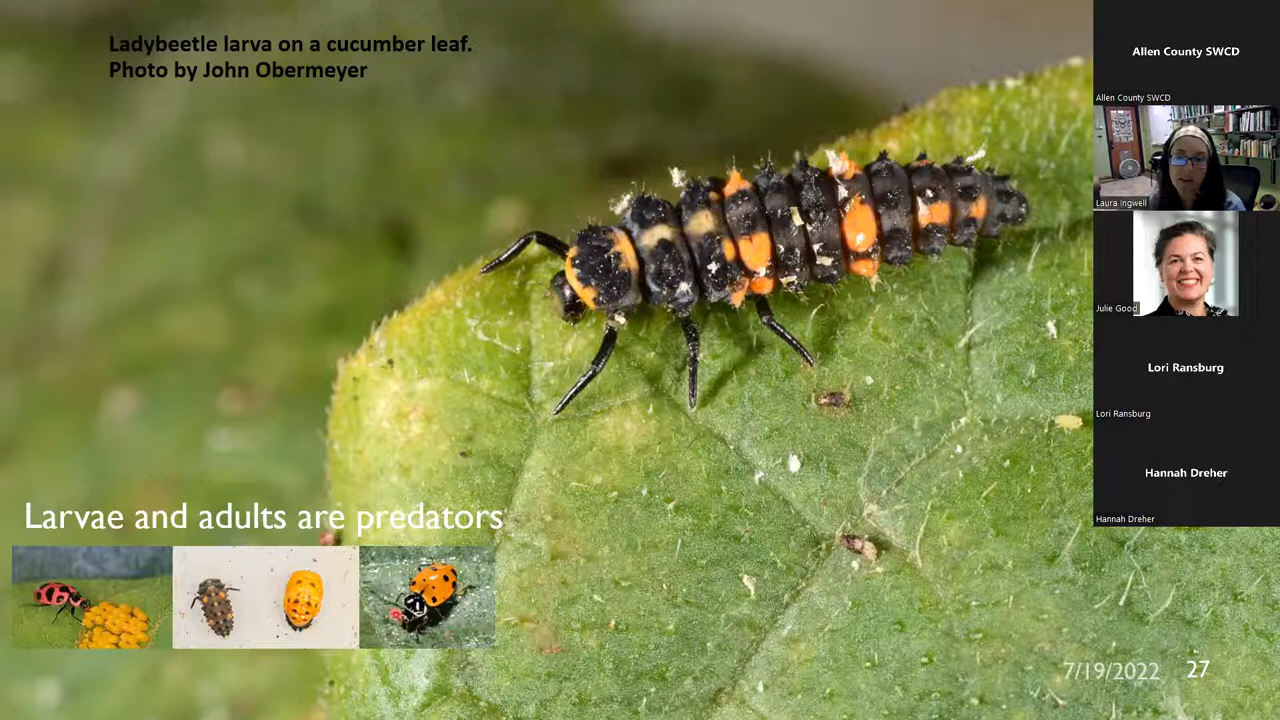 Ladybeetle larva on a cucumber leaf.
Photo by John Obermeyer
Larvae and adults are predators
7/19/2022 27
Allen County SWCD
Allen County SWCD
Laura Ingwell
Julie Good
Lori Ransburg
Lori Ransburg
Hannah Dreher
Hannah Dreher